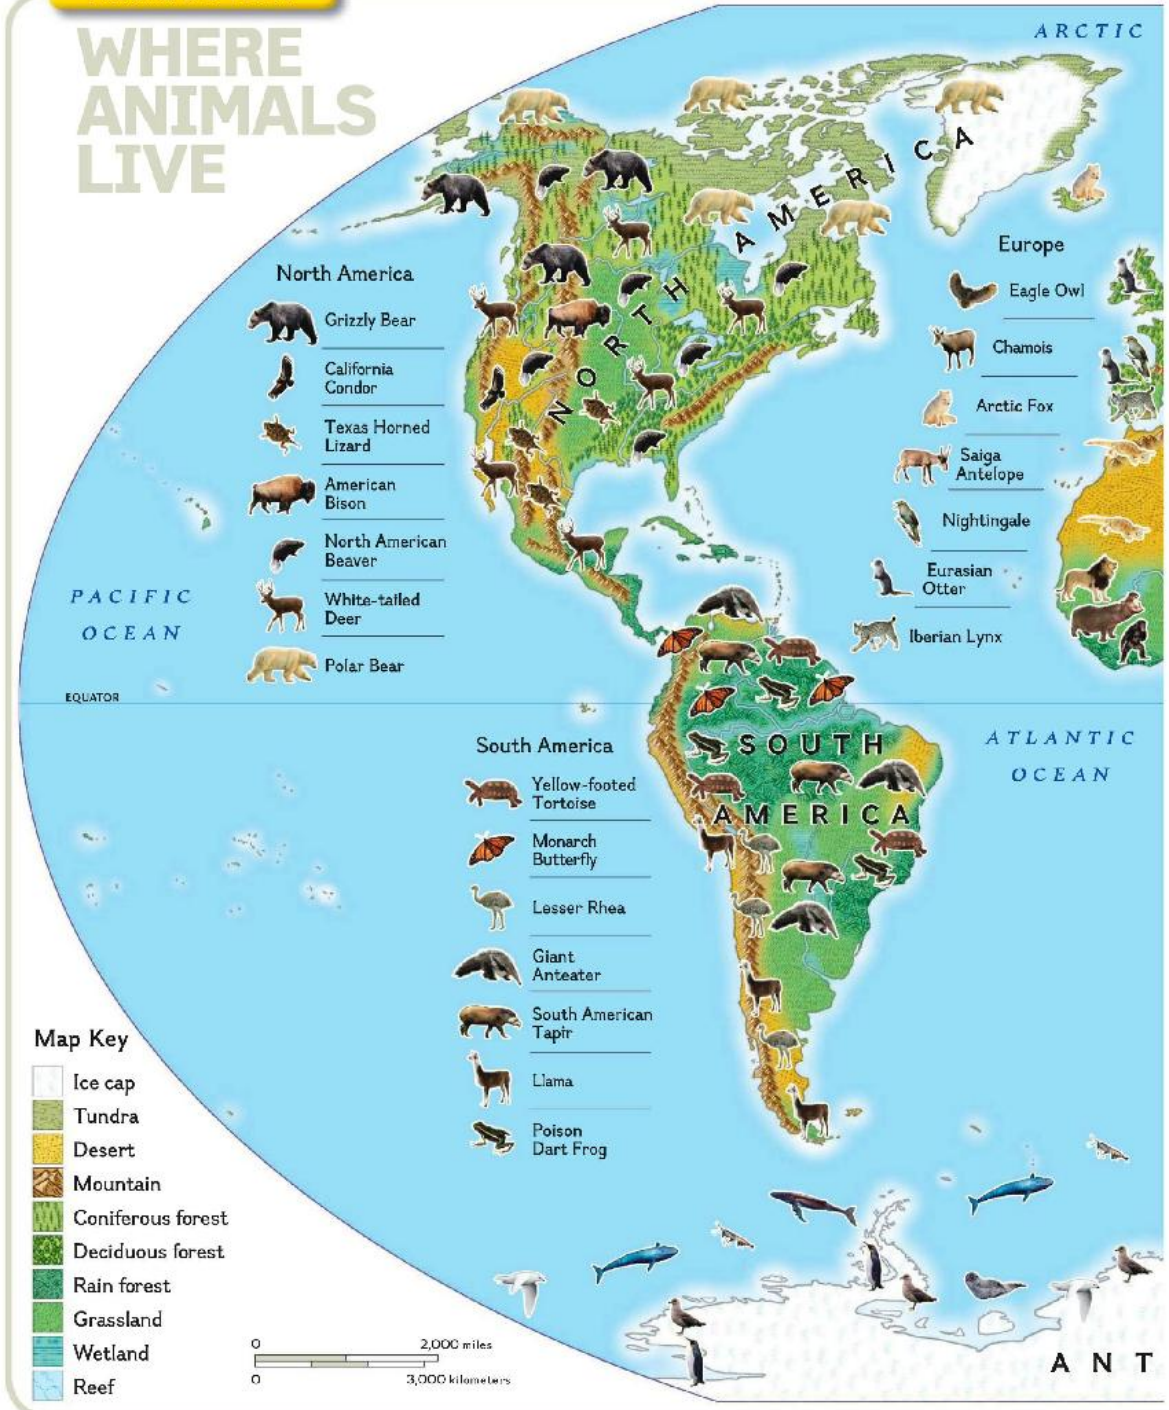 WHERE
ANIMALS
LIVE
ARCTIC
NORTH AMERICA
North America
Grizzly Bear
California
Condor
Texas Horned
Lizard
American
Bison
North American
Beaver
White-tailed
Deer
Polar Bear
Europe
Eagle Owl
Chamois
Arctic Fox
Saiga
Antelope
Nightingale
Eurasian
Otter
Iberian Lynx
PACIFIC
OCEAN
EQUATOR
SOUTH
AMERICA
ATLANTIC
OCEAN
South America
Yellow-footed
Tortoise
Monarch
Butterfly
Lesser Rhea
Giant
Anteater
South American
Tapir
Llama
Poison
Dart Frog
Map Key
Ice cap
Tundra
Desert
Mountain
Coniferous forest
Deciduous forest
Rain forest
Grassland
Wetland
Reef
0 2,000 miles
0 3,000 kilometers
ANT